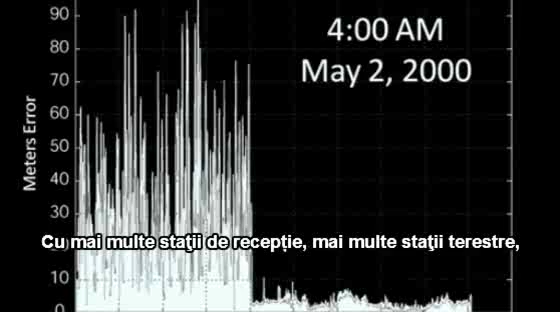 90
80
70
60
50
40
30
20
10
0
Meters Error
4:00 AM
May 2, 2000
Cu mai multe staţii de recepţie, mai multe staţii terestre,